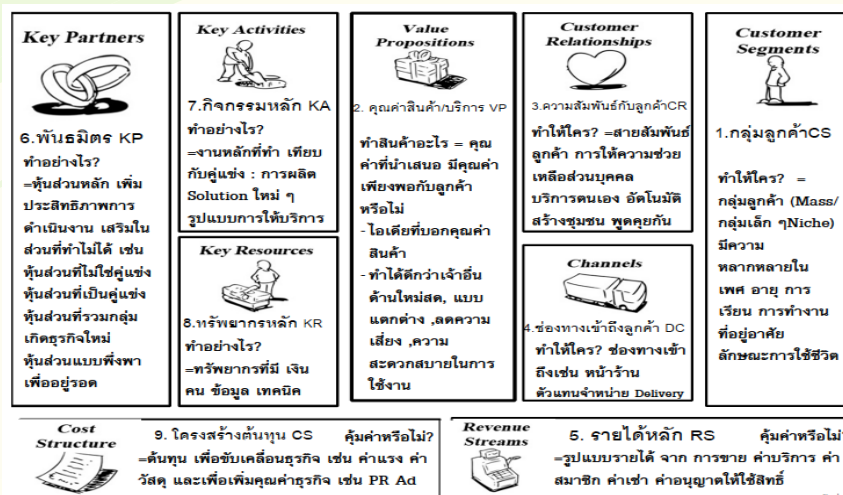 Key Partners
6.พันธมิตร KP
ทำอย่างไร?
=หุ้นส่วนหลัก เพิ่ม
ประสิทธิภาพการ
ดำเนินงาน เสริมใน
ส่วนที่ทำไม่ได้ เช่น
หุ้นส่วนที่ไม่ใช่คู่แข่ง
หุ้นส่วนที่เป็นคู่แข่ง
หุ้นส่วนที่รวมกลุ่ม
เกิดธุรกิจใหม่
หุ้นส่วนแบบพึ่งพา
เพื่ออยู่รอด
Key Activities
7.กิจกรรมหลัก KA
ทำอย่างไร?
=งานหลักที่ทำ เทียบ
กับคู่แข่ง : การผลิต
Solution ใหม่ ๆ
รูปแบบการให้บริการ
Key Resources
8.ทรัพยากรหลัก KR
ทำอย่างไร?
=ทรัพยากรที่มี เงิน
คน ข้อมูล เทคนิค
Value
Propositions
2. คุณค่าสินค้า/บริการ VP
ทำสินค้าอะไร = คุณ
ค่าที่นำเสนอ มีคุณค่า
เพียงพอกับลูกค้า
หรือไม่
- ไอเดียที่บอกคุณค่า
สินค้า
- ทำได้ดีกว่าเจ้าอื่น
ด้านใหม่สด, แบบ
แตกต่าง ,ลดความ
เสี่ยง ,ความ
สะดวกสบายในการ
ใช้งาน
Customer
Relationships
3.ความสัมพันธ์กับลูกค้าCR
ทำให้ใคร? =สายสัมพันธ์
ลูกค้า การให้ความช่วย
เหลือส่วนบุคคล
บริการตนเอง อัตโนมัติ
สร้างชุมชน พูดคุยกัน
Channels
4.ช่องทางเข้าถึงลูกค้า DC
ทำให้ใคร? ช่องทางเข้า
ถึงเช่น หน้าร้าน
ตัวแทนจำหน่าย Delivery
Customer
Segments
1.กลุ่มลูกค้าCS
ทำให้ใคร? =
กลุ่มลูกค้า (Mass/
กลุ่มเล็ก ๆNiche)
มีความ
หลากหลายใน
เพศ อายุ การ
เรียน การทำงาน
ที่อยู่อาศัย
ลักษณะการใช้ชีวิต
Cost
Structure
9. โครงสร้างต้นทุน CS คุ้มค่าหรือไม่?
=ต้นทุน เพื่อขับเคลื่อนธุรกิจ เช่น ค่าแรง ค่า
วัสดุ และเพื่อเพิ่มคุณค่าธุรกิจ เช่น PR Ad
Revenue
Streams
5. รายได้หลัก RS คุ้มค่าหรือไม่?
=รูปแบบรายได้ จาก การขาย ค่าบริการ ค่า
สมาชิก ค่าเช่า ค่าอนุญาตให้ใช้สิทธิ์